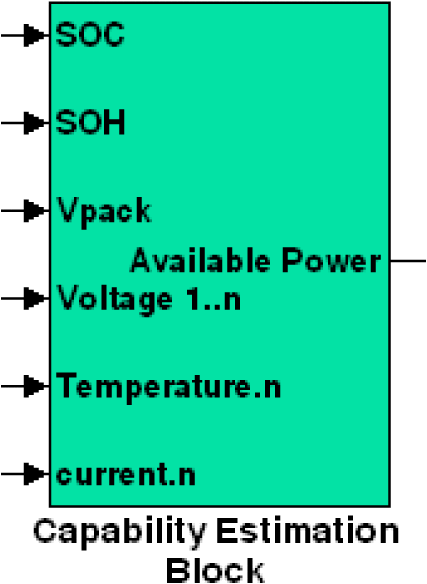 SOC
SOH
Vpack
Available Power
Voltage 1..n
Temperature.n
current.n
Capability Estimation
Block